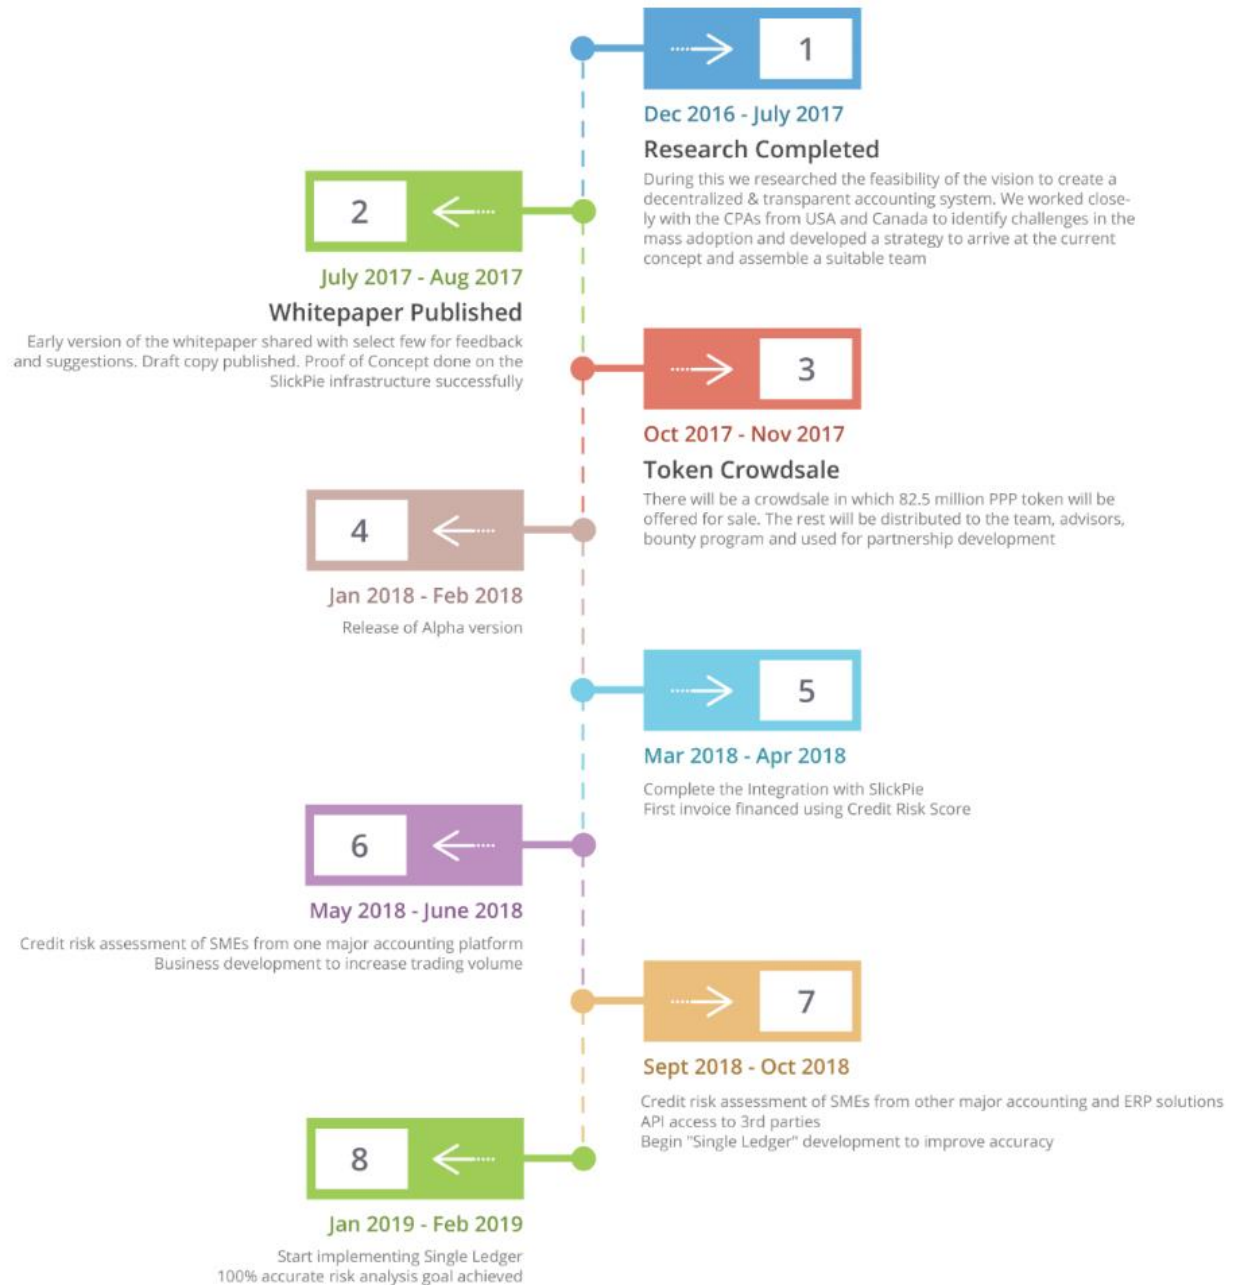 1
Dec 2016 - July 2017
Research Completed
During this we researched the feasibility of the vision to create a
decentralized & transparent accounting system. We worked close-
ly with the CPAs from USA and Canada to identify challenges in the
mass adoption and developed a strategy to arrive at the current
concept and assemble a suitable team
2
July 2017 - Aug 2017
Whitepaper Published
Early version of the whitepaper shared with select few for feedback
and suggestions. Draft copy published. Proof of Concept done on the
SlickPie infrastructure successfully
3
Oct 2017 - Nov 2017
Token Crowdsale
There will be a crowdsale in which 82.5 million PPP token will be
offered for sale. The rest will be distributed to the team, advisors,
bounty program and used for partnership development
4
Jan 2018 - Feb 2018
Release of Alpha version
5
Mar 2018 - Apr 2018
Complete the Integration with SlickPie
First invoice financed using Credit Risk Score
6
May 2018 - June 2018
Credit risk assessment of SMEs from one major accounting platform
Business development to increase trading volume
7
Sept 2018 - Oct 2018
Credit risk assessment of SMEs from other major accounting and ERP solutions
API access to 3rd parties
Begin "Single Ledger" development to improve accuracy
8
Jan 2019 - Feb 2019
Start implementing Single Ledger
100% accurate risk analysis goal achieved